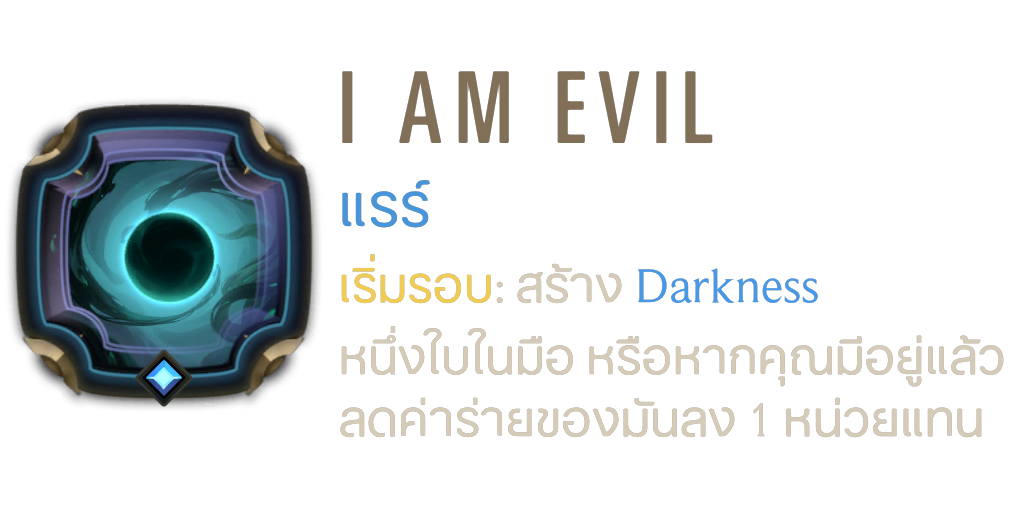 I AM EVIL
แรร์
เริ่มรอบ: สร้าง Darkness
หนึ่งใบในมือ หรือหากคุณมีอยู่แล้ว
ลดค่าร่ายของมันลง 1 หน่วยแทน